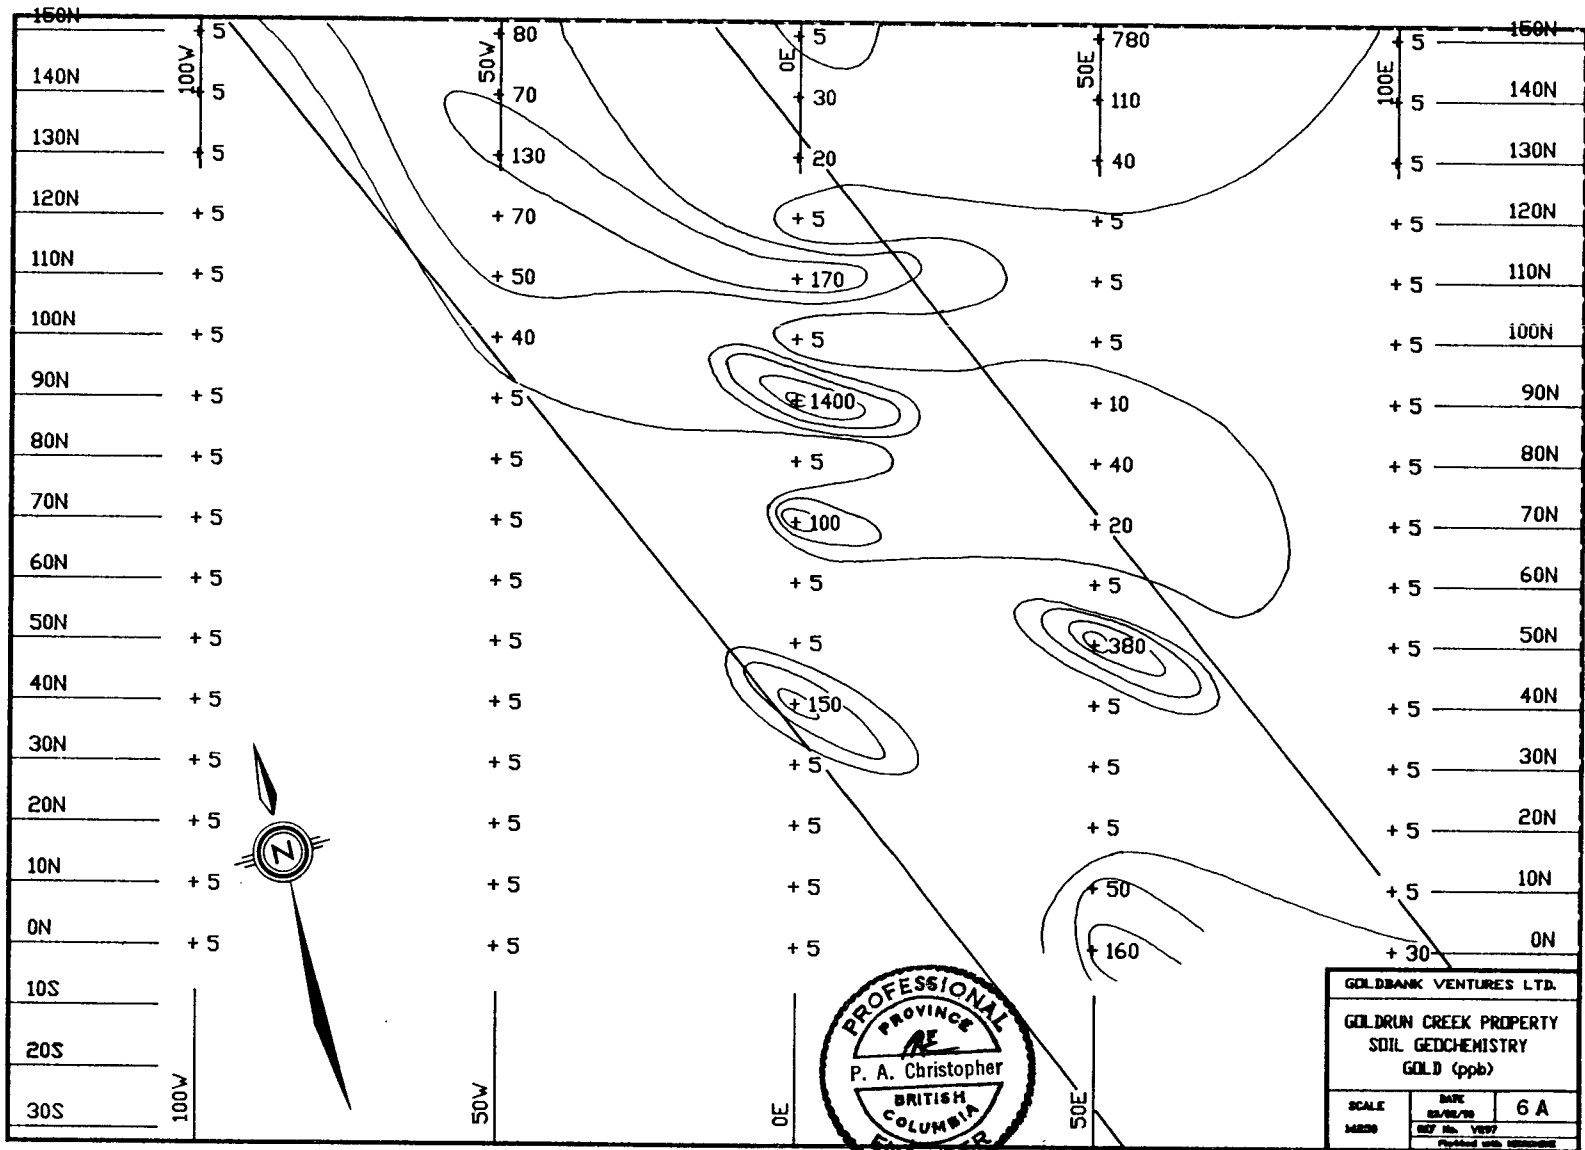 150N 100W + 5 50W + 80 0E + 5 50E + 780 100E + 5 150N
140N + 5 + 70 + 30 + 110 + 5 140N
130N + 5 + 130 + 20 + 40 + 5 130N
120N + 5 + 70 + 5 + 5 + 5 120N
110N + 5 + 50 + 170 + 5 + 5 110N
100N + 5 + 40 + 5 + 5 + 5 100N
90N + 5 + 5 + 1400 + 10 + 5 90N
80N + 5 + 5 + 5 + 40 + 5 80N
70N + 5 + 5 + 100 + 20 + 5 70N
60N + 5 + 5 + 5 + 5 + 5 60N
50N + 5 + 5 + 5 + 380 + 5 50N
40N + 5 + 5 + 150 + 5 + 5 40N
30N + 5 + 5 + 5 + 5 + 5 30N
20N + 5 + 5 + 5 + 5 + 5 20N
10N + 5 + 5 + 5 + 50 + 5 10N
0N + 5 + 5 + 5 + 160 + 30 0N
10S
20S
30S
100W 50W 0E 50E
N
PROFESSIONAL
PROVINCE
P. A. Christopher
BRITISH
COLUMBIA
GOLDBANK VENTURES LTD.
GOLDRUN CREEK PROPERTY
SOIL GEOCHEMISTRY
GOLD (ppb)
SCALE
DATE
6 A